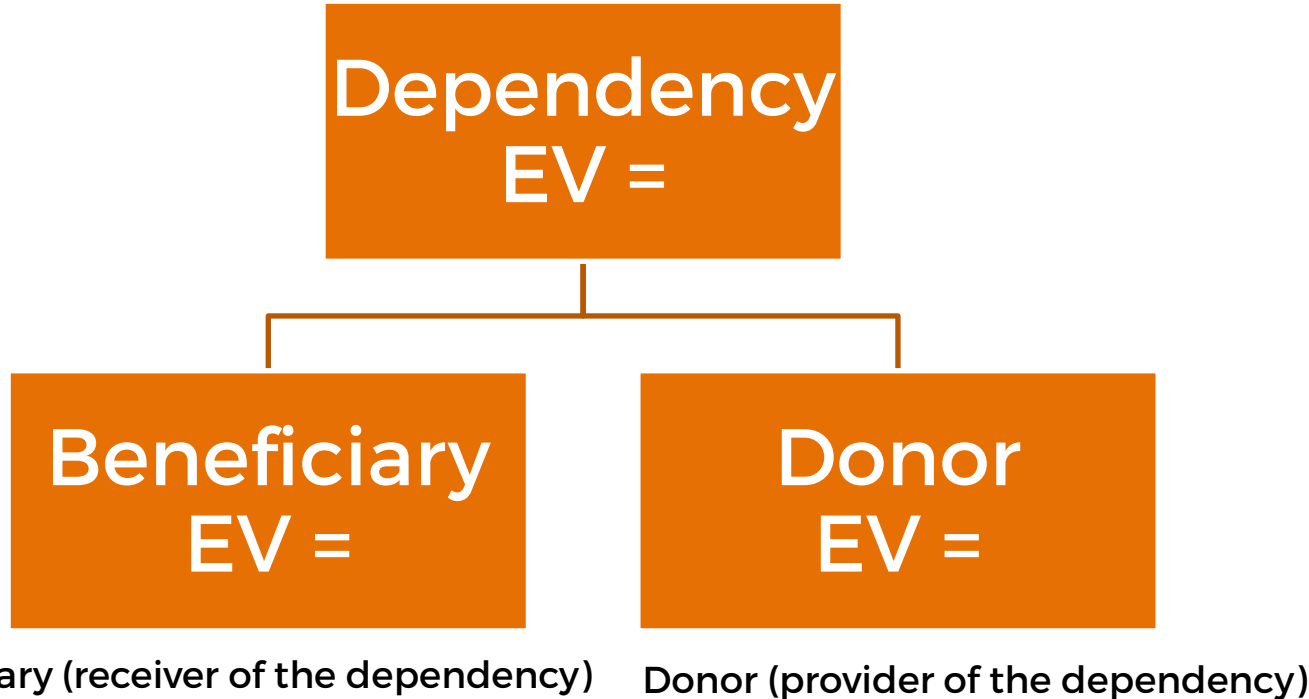 Dependency
EV =
Beneficiary
EV =
Donor
EV =
ary (receiver of the dependency)
Donor (provider of the dependency)